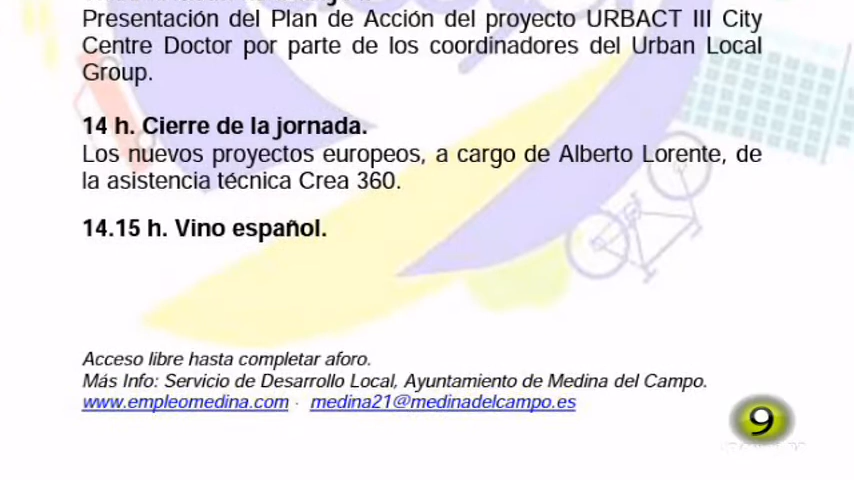 Presentación del Plan de Acción del proyecto URBACT III City
Centre Doctor por parte de los coordinadores del Urban Local
Group.
14 h. Cierre de la jornada.
Los nuevos proyectos europeos, a cargo de Alberto Lorente, de
la asistencia técnica Crea 360.
14.15 h. Vino español.
Acceso libre hasta completar aforo.
Más Info: Servicio de Desarrollo Local, Ayuntamiento de Medina del Campo.
www.empleomedina.com · medina21@medinadelcampo.es
9